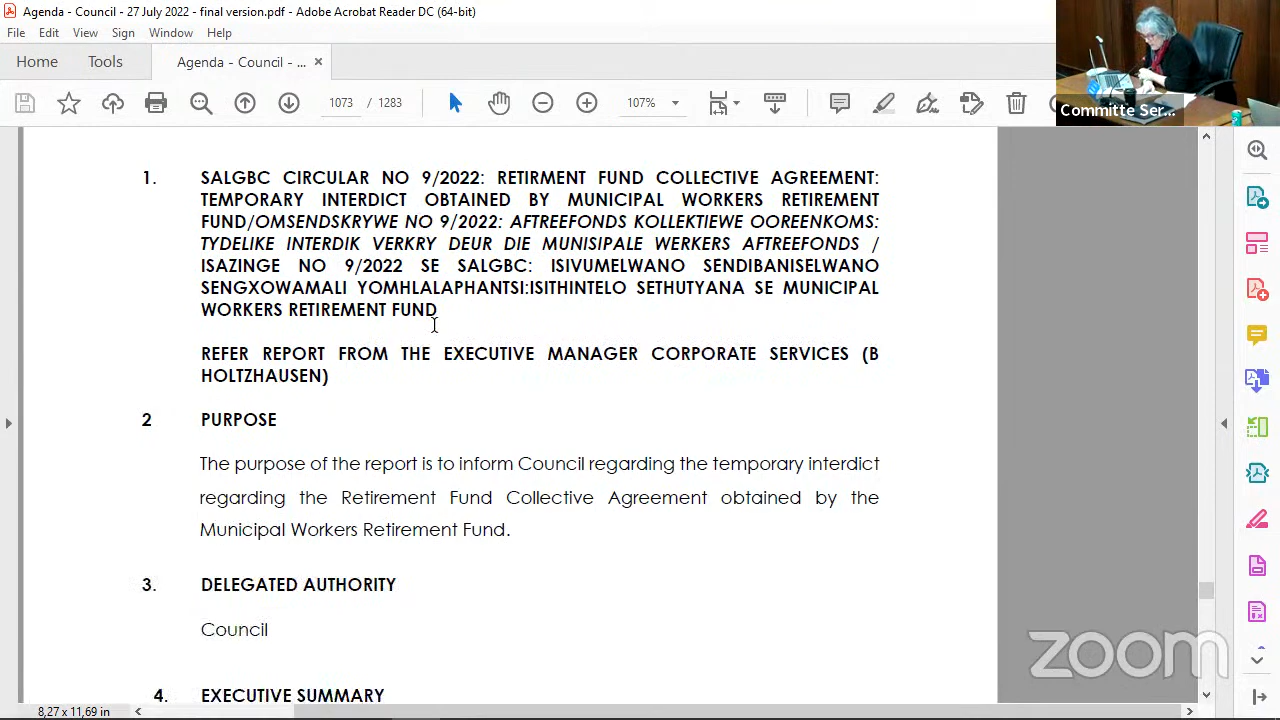 Agenda - Council - 27 July 2022 - final version.pdf - Adobe Acrobat Reader DC (64-bit)
File Edit View Sign Window Help
Home Tools Agenda - Council - ... ×
1073 / 1283 107%
Committe Ser...
1. SALGBC CIRCULAR NO 9/2022: RETIRMENT FUND COLLECTIVE AGREEMENT:
TEMPORARY INTERDICT OBTAINED BY MUNICIPAL WORKERS RETIREMENT
FUND/OMSENDSKRYWE NO 9/2022: AFTREEFONDS KOLLEKTIEWE OOREENKOMS:
TYDELIKE INTERDIK VERKRY DEUR DIE MUNISIPALE WERKERS AFTREEFONDS /
ISAZINGE NO 9/2022 SE SALGBC: ISIVUMELWANO SENDIBANISELWANO
SENGXOWAMALI YOMHLALAPHANTSI:ISITHINTELO SETHUTYANA SE MUNICIPAL
WORKERS RETIREMENT FUND
REFER REPORT FROM THE EXECUTIVE MANAGER CORPORATE SERVICES (B
HOLTZHAUSEN)
2 PURPOSE
The purpose of the report is to inform Council regarding the temporary interdict
regarding the Retirement Fund Collective Agreement obtained by the
Municipal Workers Retirement Fund.
3. DELEGATED AUTHORITY
Council
4. EXECUTIVE SUMMARY
zoom
8,27 x 11,69 in